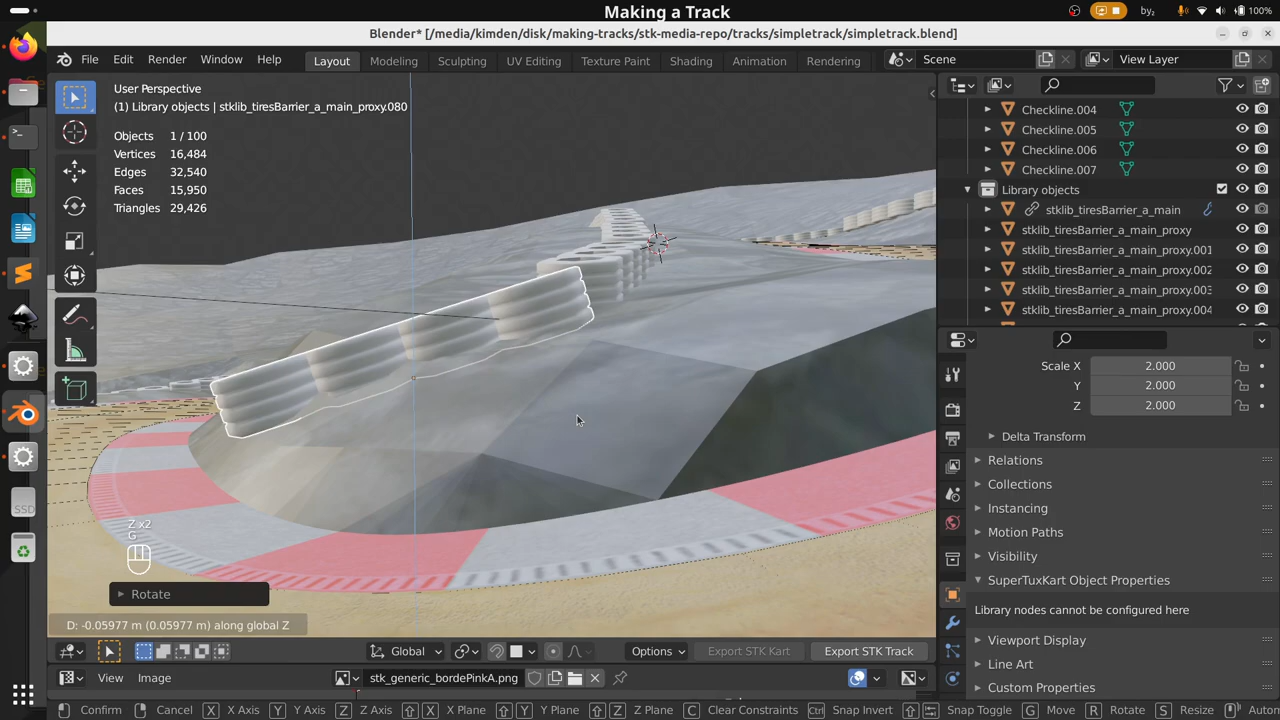 Making a Track
by₂
100%
Blender* [/media/kimden/disk/making-tracks/stk-media-repo/tracks/simpletrack/simpletrack.blend]
File Edit Render Window Help Layout Modeling Sculpting UV Editing Texture Paint Shading Animation Rendering Scene View Layer
User Perspective
(1) Library objects | stklib_tiresBarrier_a_main_proxy.080
Objects 1 / 100
Vertices 16,484
Edges 32,540
Faces 15,950
Triangles 29,426
Checkline.004
Checkline.005
Checkline.006
Checkline.007
Library objects
stklib_tiresBarrier_a_main
stklib_tiresBarrier_a_main_proxy
stklib_tiresBarrier_a_main_proxy.001
stklib_tiresBarrier_a_main_proxy.002
stklib_tiresBarrier_a_main_proxy.003
stklib_tiresBarrier_a_main_proxy.004
Scale X 2.000
Y 2.000
Z 2.000
Delta Transform
Relations
Collections
Instancing
Motion Paths
Visibility
SuperTuxKart Object Properties
Library nodes cannot be configured here
Viewport Display
Line Art
Custom Properties
Z x2
G
Rotate
D: -0.05977 m (0.05977 m) along global Z
SSD
Global Options Export STK Kart Export STK Track
View Image stk_generic_bordePinkA.png
Confirm Cancel X X Axis Y Y Axis Z Z Axis X X Plane Y Y Plane Z Z Plane C Clear Constraints Ctrl Snap Invert Snap Toggle G Move R Rotate S Resize Auto